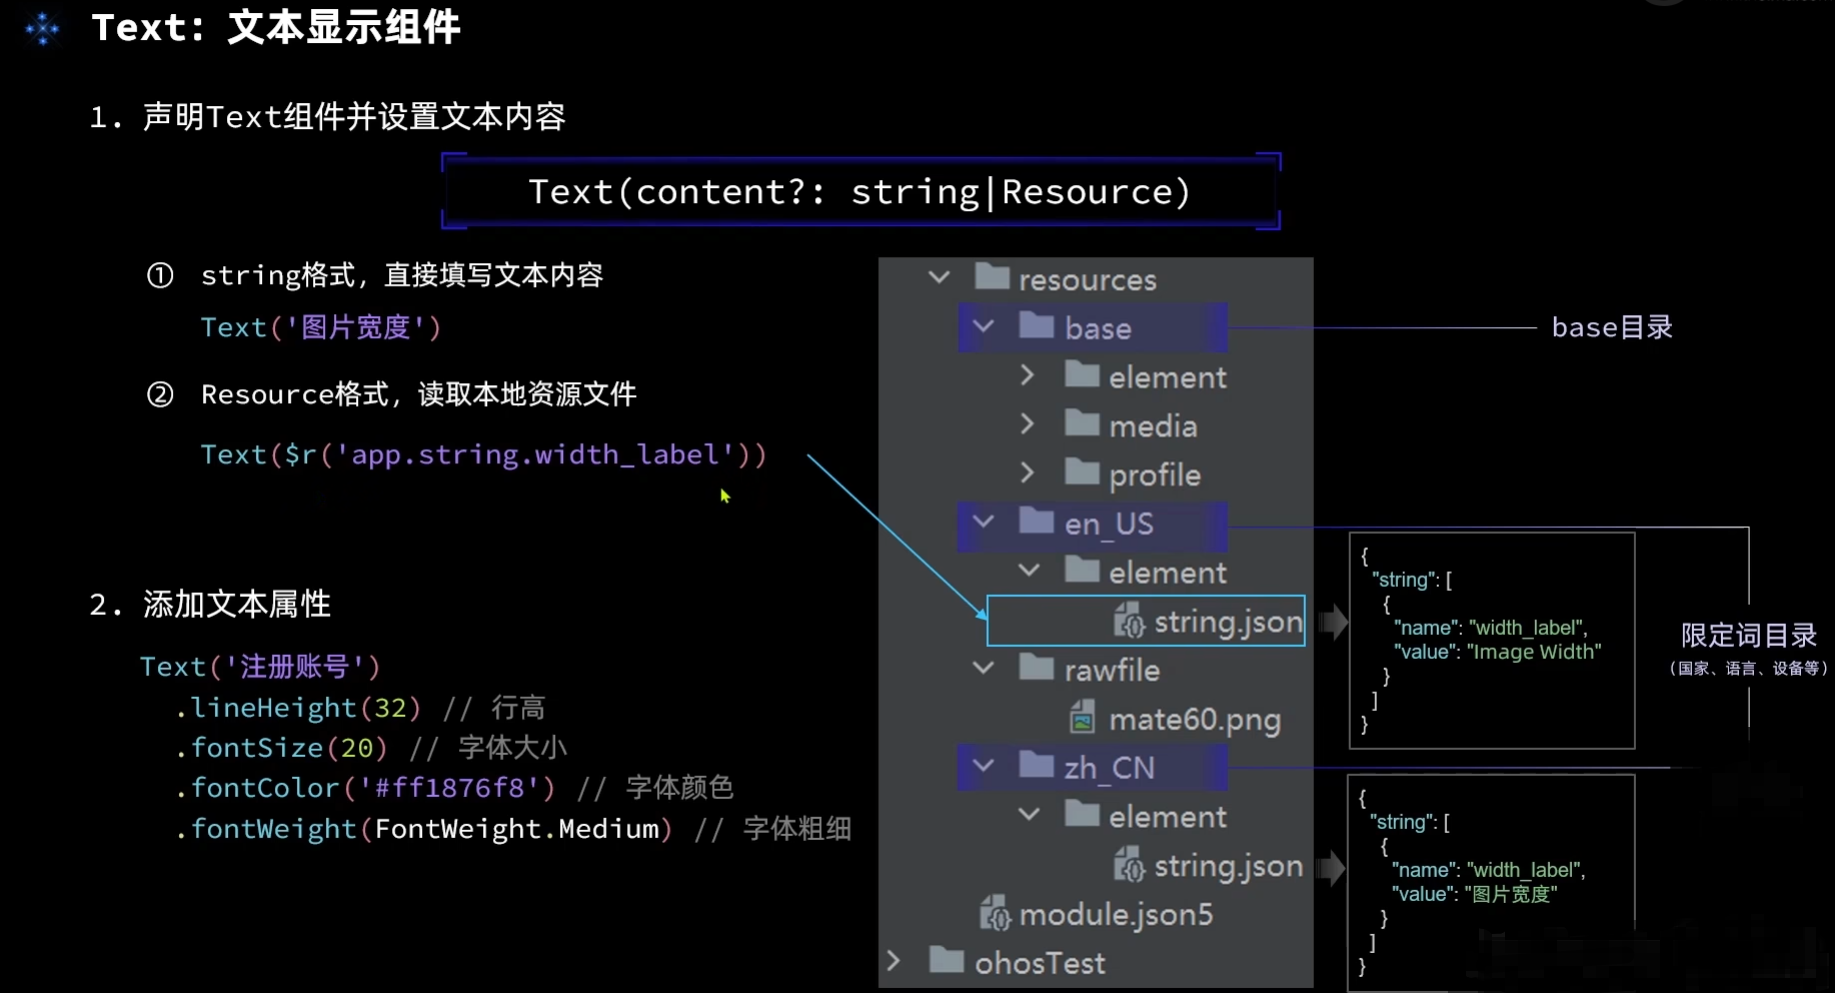 Text: 文本显示组件
1. 声明Text组件并设置文本内容
Text(content?: string|Resource)
① string格式，直接填写文本内容
Text('图片宽度')
② Resource格式，读取本地资源文件
Text($r('app.string.width_label'))
2. 添加文本属性
Text('注册账号')
.lineHeight(32) // 行高
.fontSize(20) // 字体大小
.fontColor('#ff1876f8') // 字体颜色
.fontWeight(FontWeight.Medium) // 字体粗细
resources
base
element
media
profile
en_US
element
string.json
rawfile
mate60.png
zh_CN
element
string.json
module.json5
ohosTest
base目录
{
"string": [
{
"name": "width_label",
"value": "Image Width"
}
]
}
限定词目录
（国家、语言、设备等）
{
"string": [
{
"name": "width_label",
"value": "图片宽度"
}
]
}